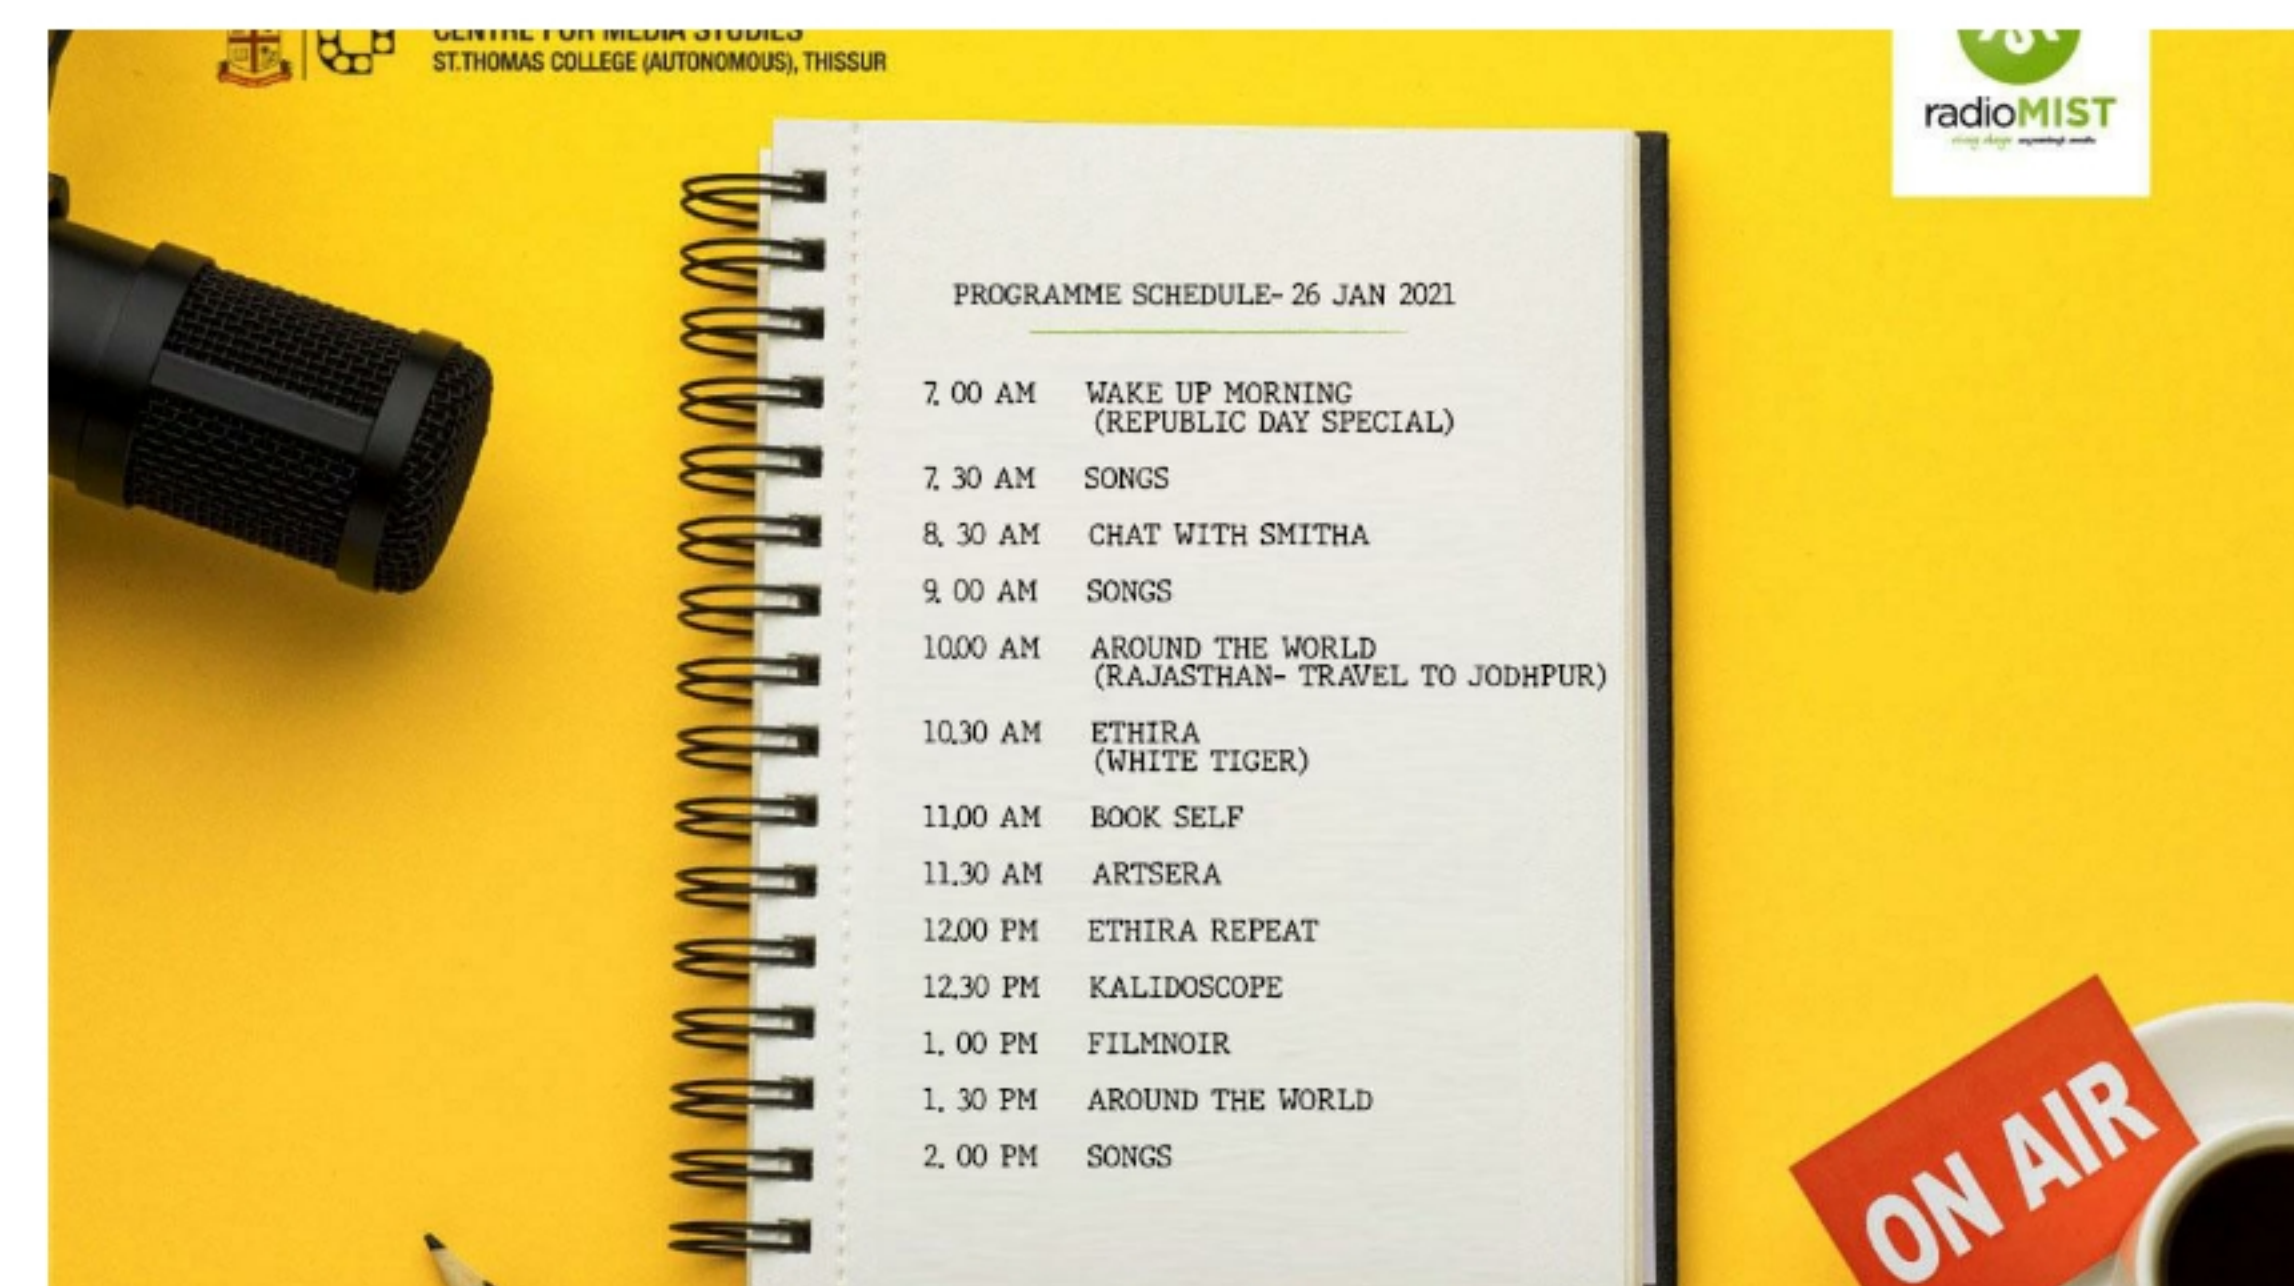 CENTRE FOR MEDIA STUDIES
ST.THOMAS COLLEGE (AUTONOMOUS), THISSUR
radioMIST
PROGRAMME SCHEDULE- 26 JAN 2021
7. 00 AM WAKE UP MORNING
(REPUBLIC DAY SPECIAL)
7. 30 AM SONGS
8. 30 AM CHAT WITH SMITHA
9. 00 AM SONGS
10.00 AM AROUND THE WORLD
(RAJASTHAN- TRAVEL TO JODHPUR)
10.30 AM ETHIRA
(WHITE TIGER)
11.00 AM BOOK SELF
11.30 AM ARTSERA
12.00 PM ETHIRA REPEAT
12.30 PM KALIDOSCOPE
1. 00 PM FILMNOIR
1. 30 PM AROUND THE WORLD
2. 00 PM SONGS
ON AIR